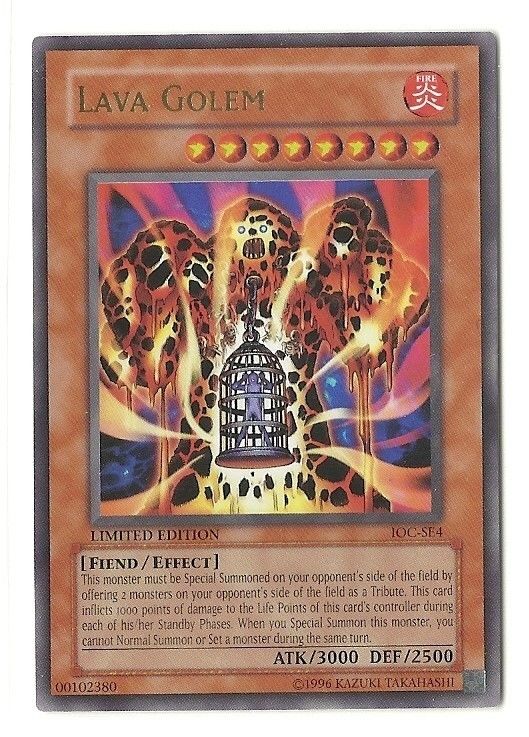 LAVA GOLEM
FIRE
炎
LIMITED EDITION
IOC-SE4
[FIEND/EFFECT]
This monster must be Special Summoned on your opponent's side of the field by
offering 2 monsters on your opponent's side of the field as a Tribute. This card
inflicts 1000 points of damage to the Life Points of this card's controller during
each of his/her Standby Phases. When you Special Summon this monster, you
cannot Normal Summon or Set a monster during the same turn.
ATK/3000 DEF/2500
00102380
©1996 KAZUKI TAKAHASHI